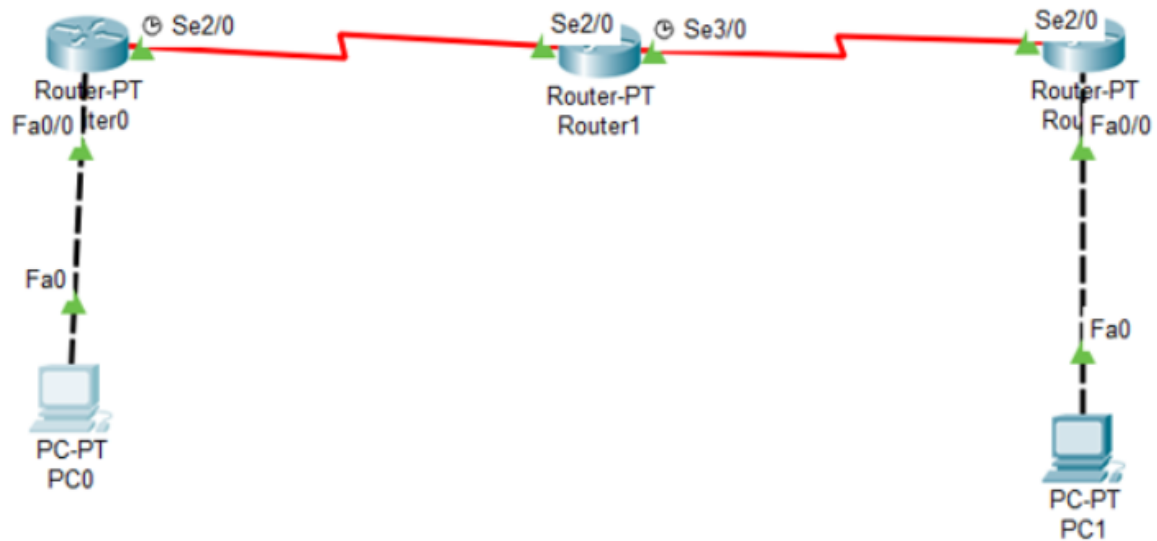 Se2/0
Se2/0
Se3/0
Se2/0
Router-PT
Fa0/0
Router-PT
Router1
Router-PT
Fa0/0
Fa0
PC-PT
PC0
Fa0
PC-PT
PC1